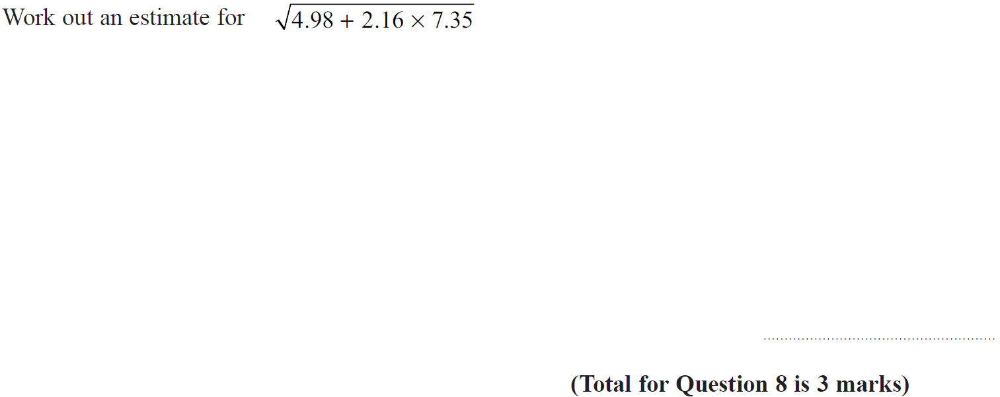 Work out an estimate for √4.98 + 2.16 × 7.35
(Total for Question 8 is 3 marks)